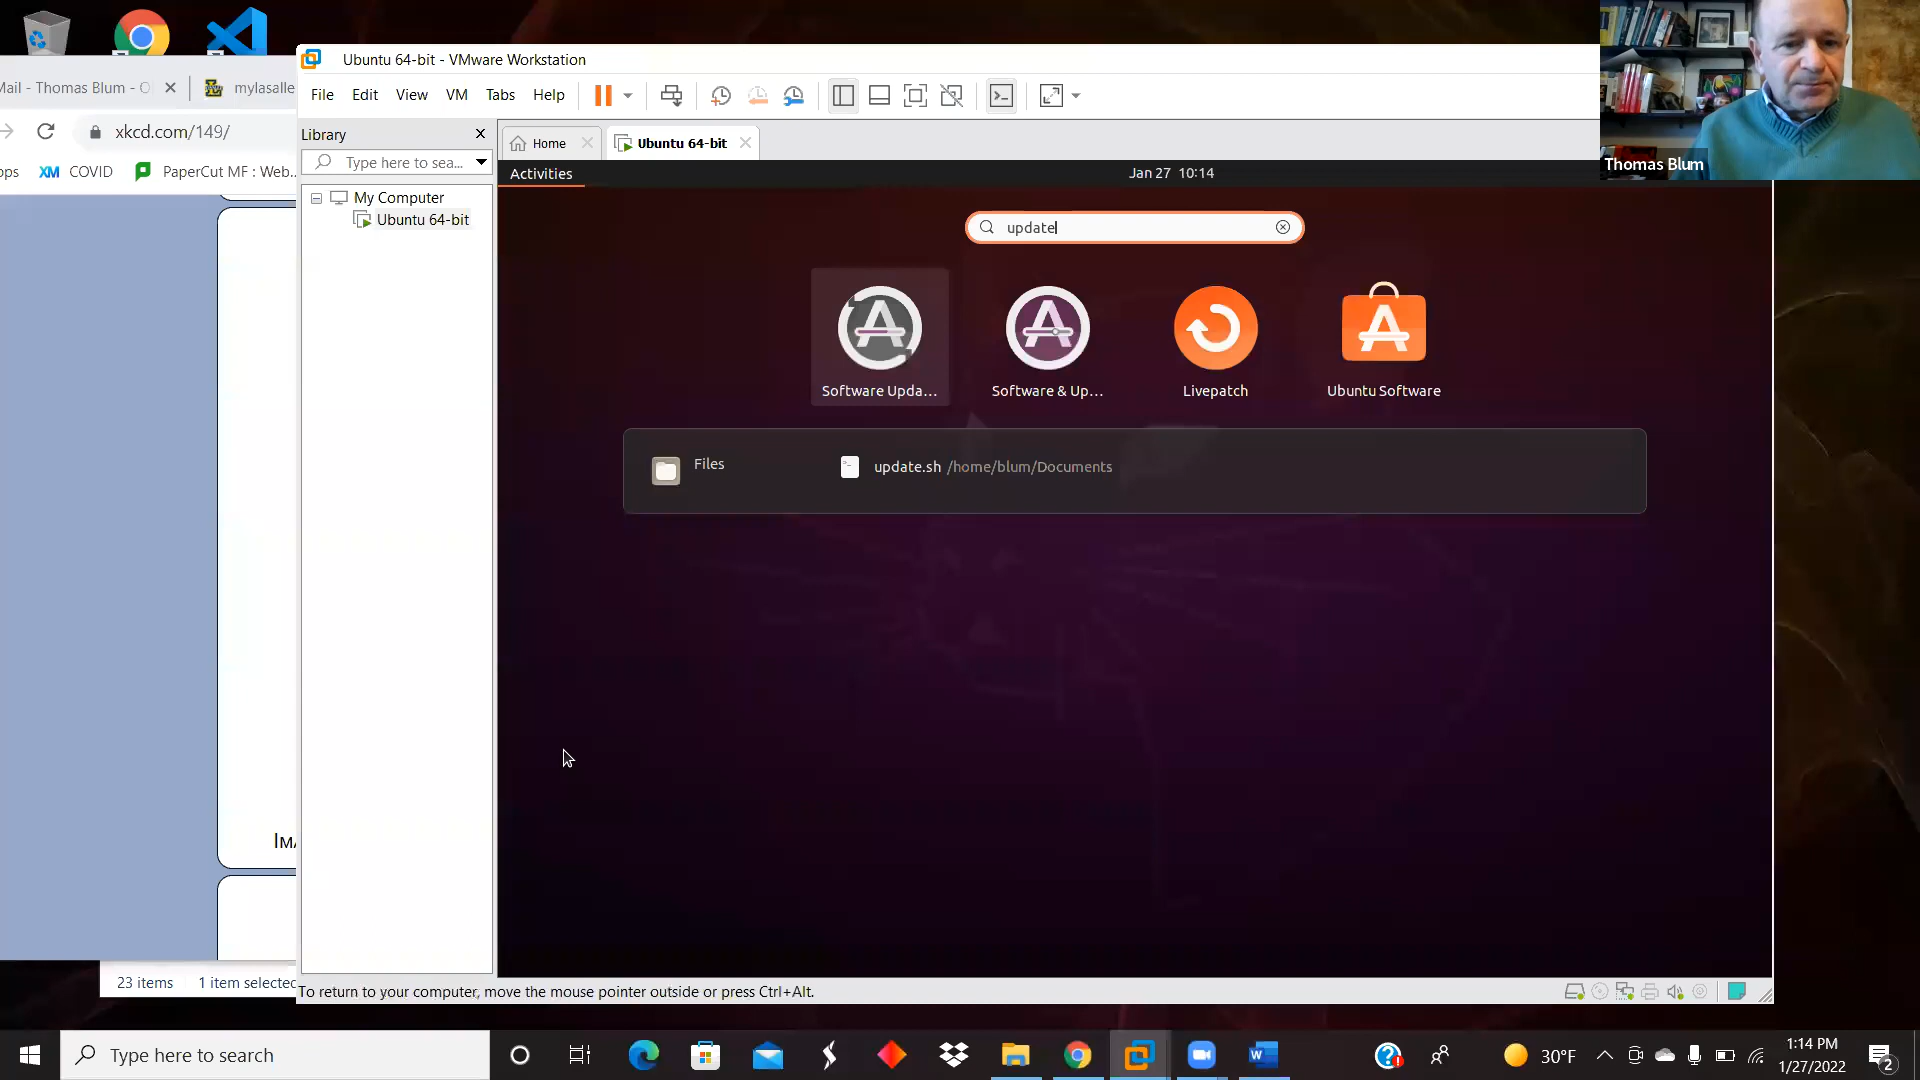 Mail - Thomas Blum - O
mylasalle
xkcd.com/149/
ops
XM COVID
PaperCut MF : Web...
IMA
23 items 1 item selected
Ubuntu 64-bit - VMware Workstation
File Edit View VM Tabs Help
Library
Type here to sea...
My Computer
Ubuntu 64-bit
Home
Ubuntu 64-bit
Activities
Jan 27 10:14
update
Software Upda...
Software & Up...
Livepatch
Ubuntu Software
Files
update.sh /home/blum/Documents
To return to your computer, move the mouse pointer outside or press Ctrl+Alt.
Thomas Blum
Type here to search
30°F
1:14 PM
1/27/2022
2